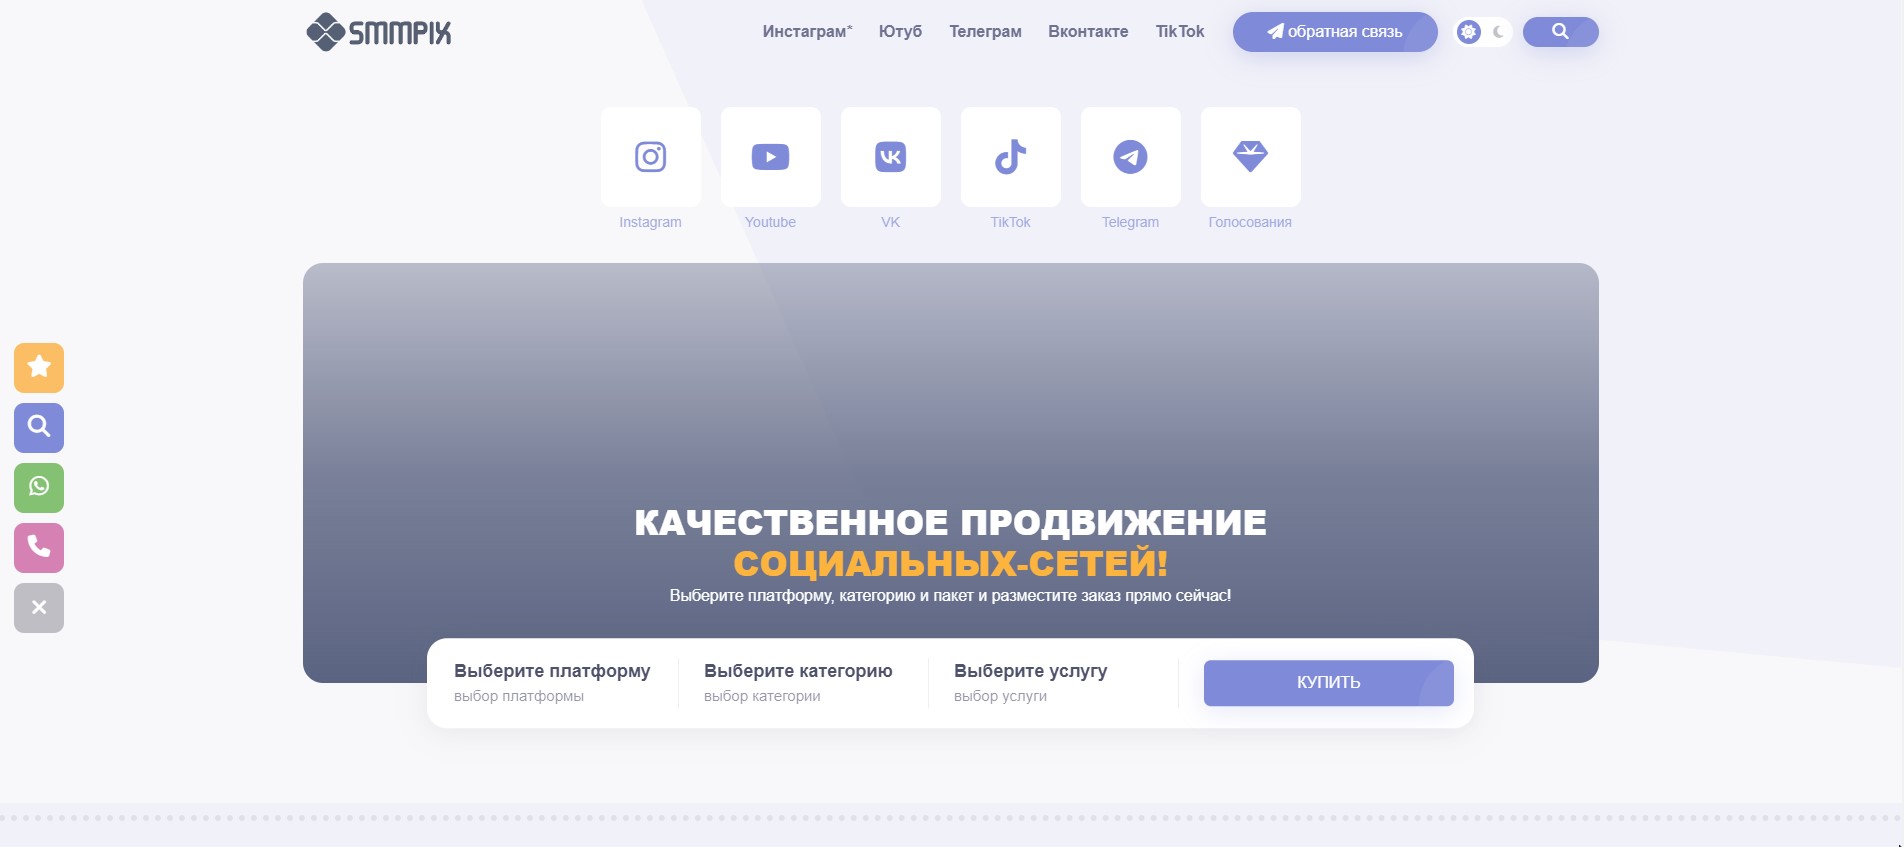 SMMPIX
Инстаграм* Ютуб Телеграм Вконтакте TikTok обратная связь
Instagram Youtube VK TikTok Telegram Голосования
КАЧЕСТВЕННОЕ ПРОДВИЖЕНИЕ
СОЦИАЛЬНЫХ-СЕТЕЙ!
Выберите платформу, категорию и пакет и разместите заказ прямо сейчас!
Выберите платформу Выберите категорию Выберите услугу
выбор платформы выбор категории выбор услуги
КУПИТЬ